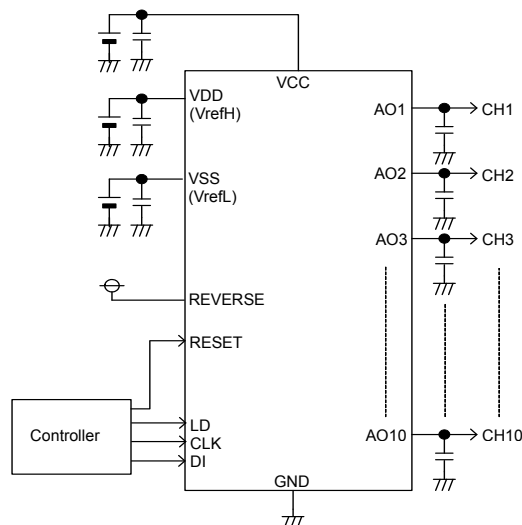 VCC
VDD
(VrefH)
AO1
CH1
VSS
(VrefL)
AO2
CH2
AO3
CH3
REVERSE
RESET
Controller
LD
CLK
DI
AO10
CH10
GND